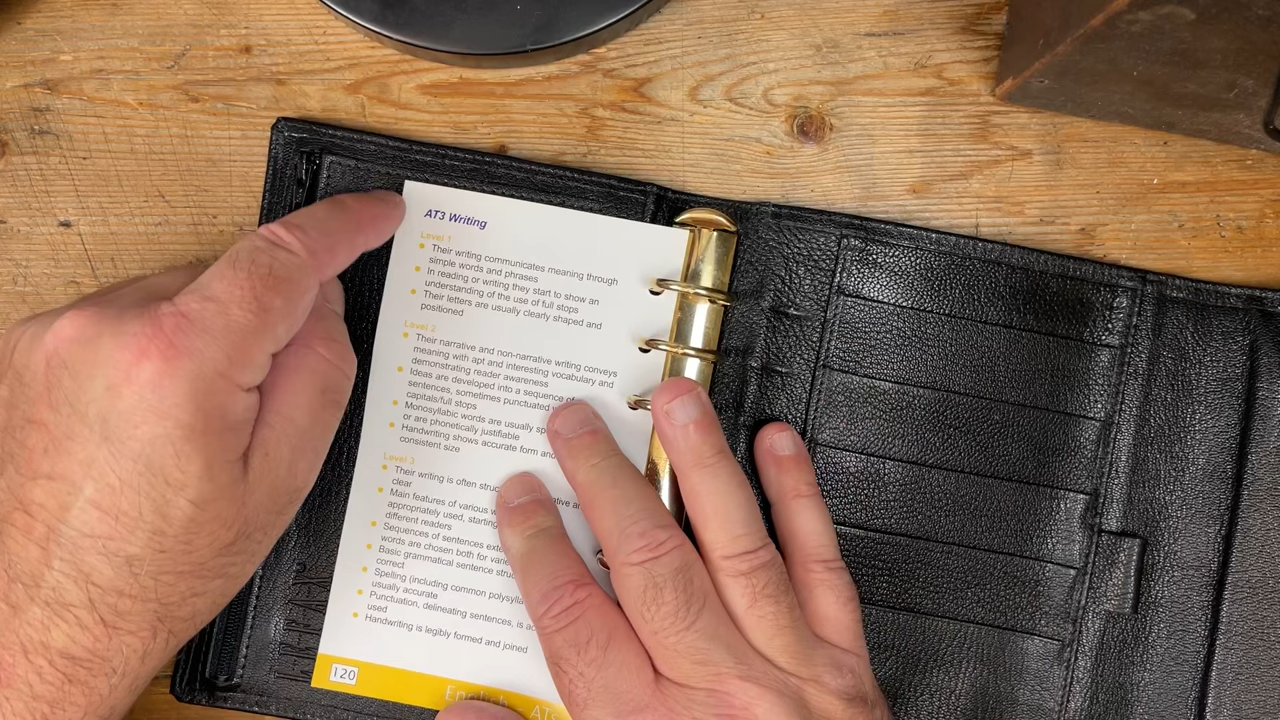 AT3 Writing
Level 1
Their writing communicates meaning through
simple words and phrases
In reading or writing they start to show an
understanding of the use of full stops
Their letters are usually clearly shaped and
positioned
Level 2
Their narrative and non-narrative writing conveys
meaning with apt and interesting vocabulary and
demonstrating reader awareness
Ideas are developed into a sequence of
sentences, sometimes punctuated
capitals/full stops
Monosyllabic words are usually
or are phonetically justifiable
Handwriting shows accurate form and
consistent size
Level 3
Their writing is often
clear
Main features of various
appropriately used,
different readers
Sequences of sentences
words are chosen both for
Basic grammatical sentence
correct
Spelling (including common
usually accurate
Punctuation, delineating sentences, is
used
Handwriting is legibly formed and joined
120
English